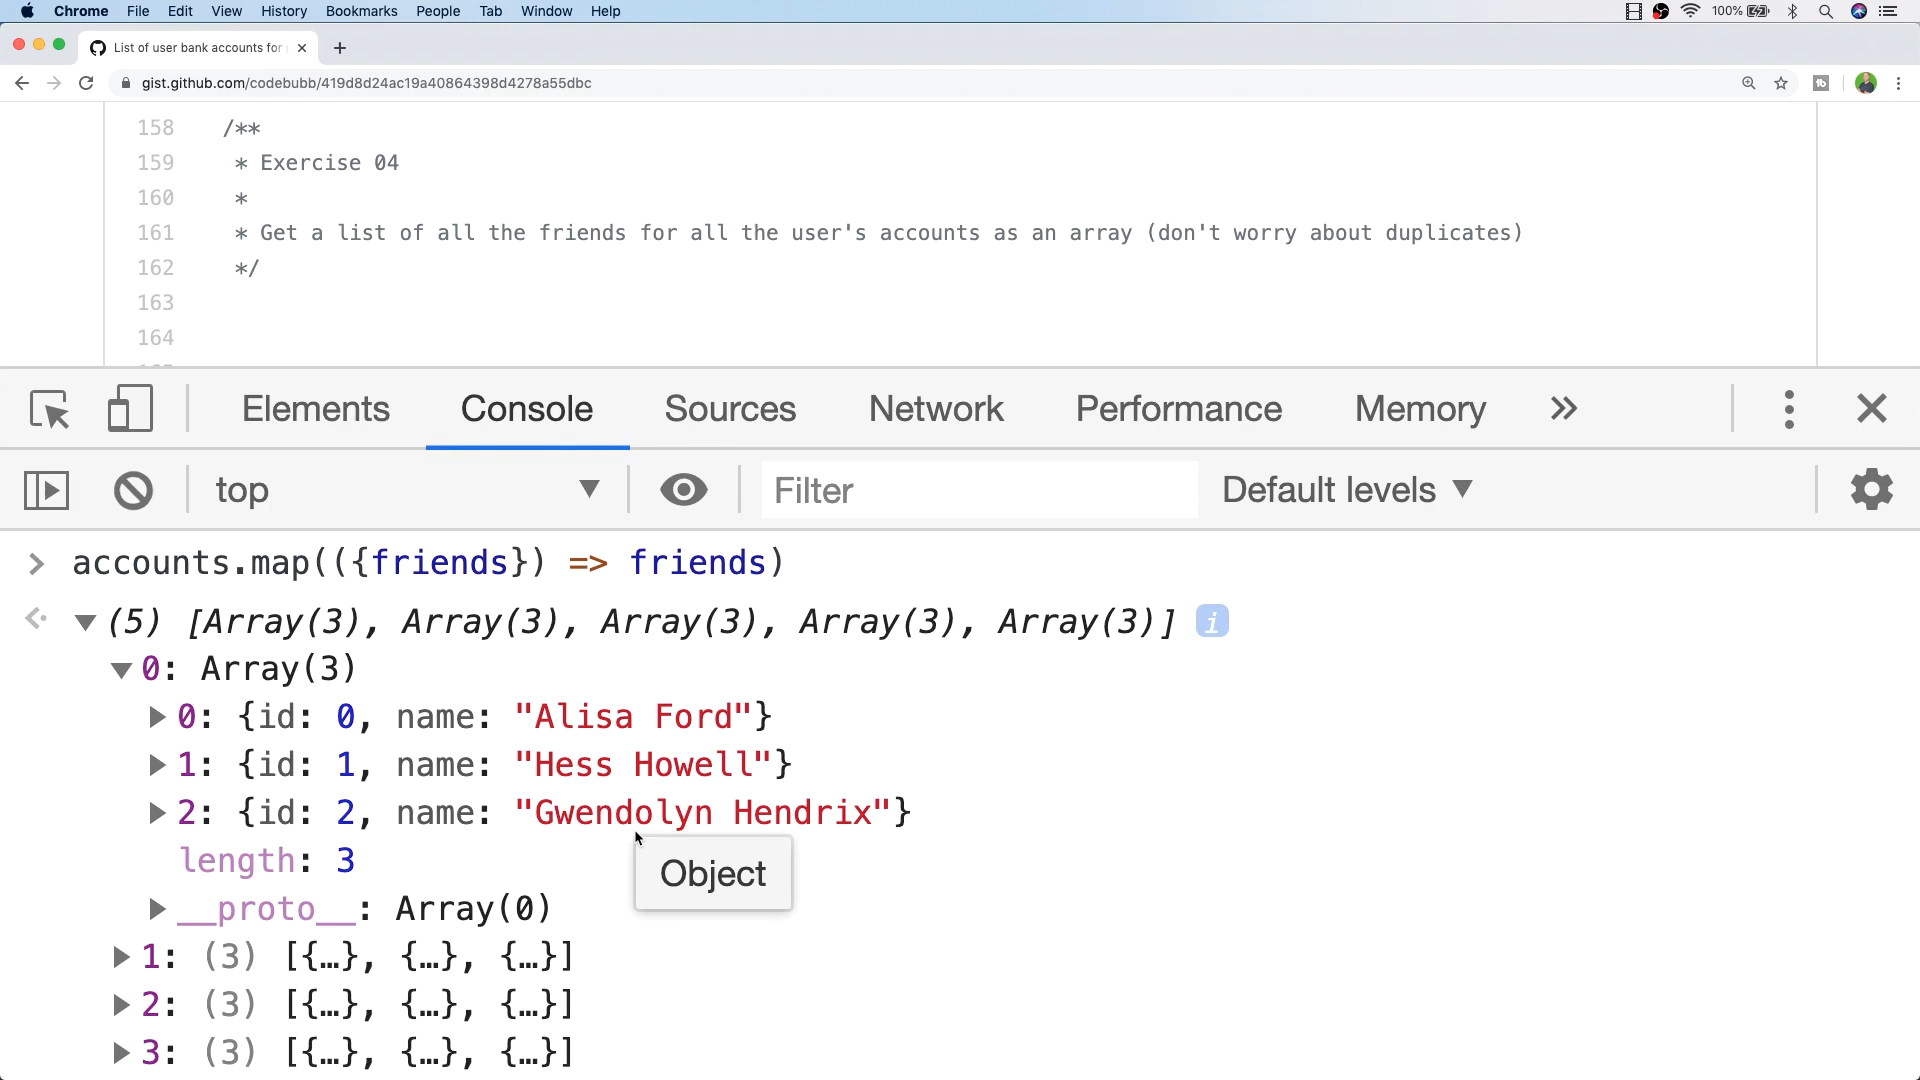 Chrome File Edit View History Bookmarks People Tab Window Help 100%
List of user bank accounts for
gist.github.com/codebubb/419d8d24ac19a40864398d4278a55dbc
158 /**
159 * Exercise 04
160 *
161 * Get a list of all the friends for all the user's accounts as an array (don't worry about duplicates)
162 */
163
164
Elements Console Sources Network Performance Memory
top Filter Default levels
accounts.map(({friends}) => friends)
(5) [Array(3), Array(3), Array(3), Array(3), Array(3)] i
0: Array(3)
0: {id: 0, name: "Alisa Ford"}
1: {id: 1, name: "Hess Howell"}
2: {id: 2, name: "Gwendolyn Hendrix"}
length: 3
Object
__proto__: Array(0)
1: (3) [{…}, {…}, {…}]
2: (3) [{…}, {…}, {…}]
3: (3) [{…}, {…}, {…}]